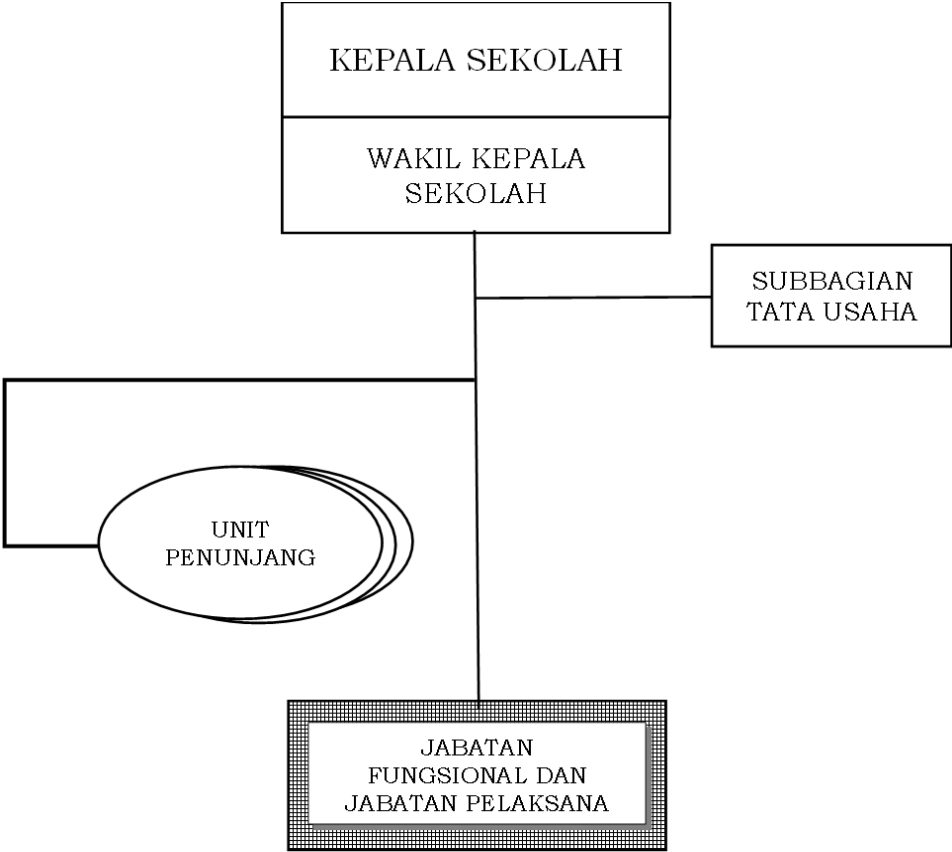 KEPALA SEKOLAH
WAKIL KEPALA
SEKOLAH
SUBBAGIAN
TATA USAHA
UNIT
PENUNJANG
JABATAN
FUNGSIONAL DAN
JABATAN PELAKSANA